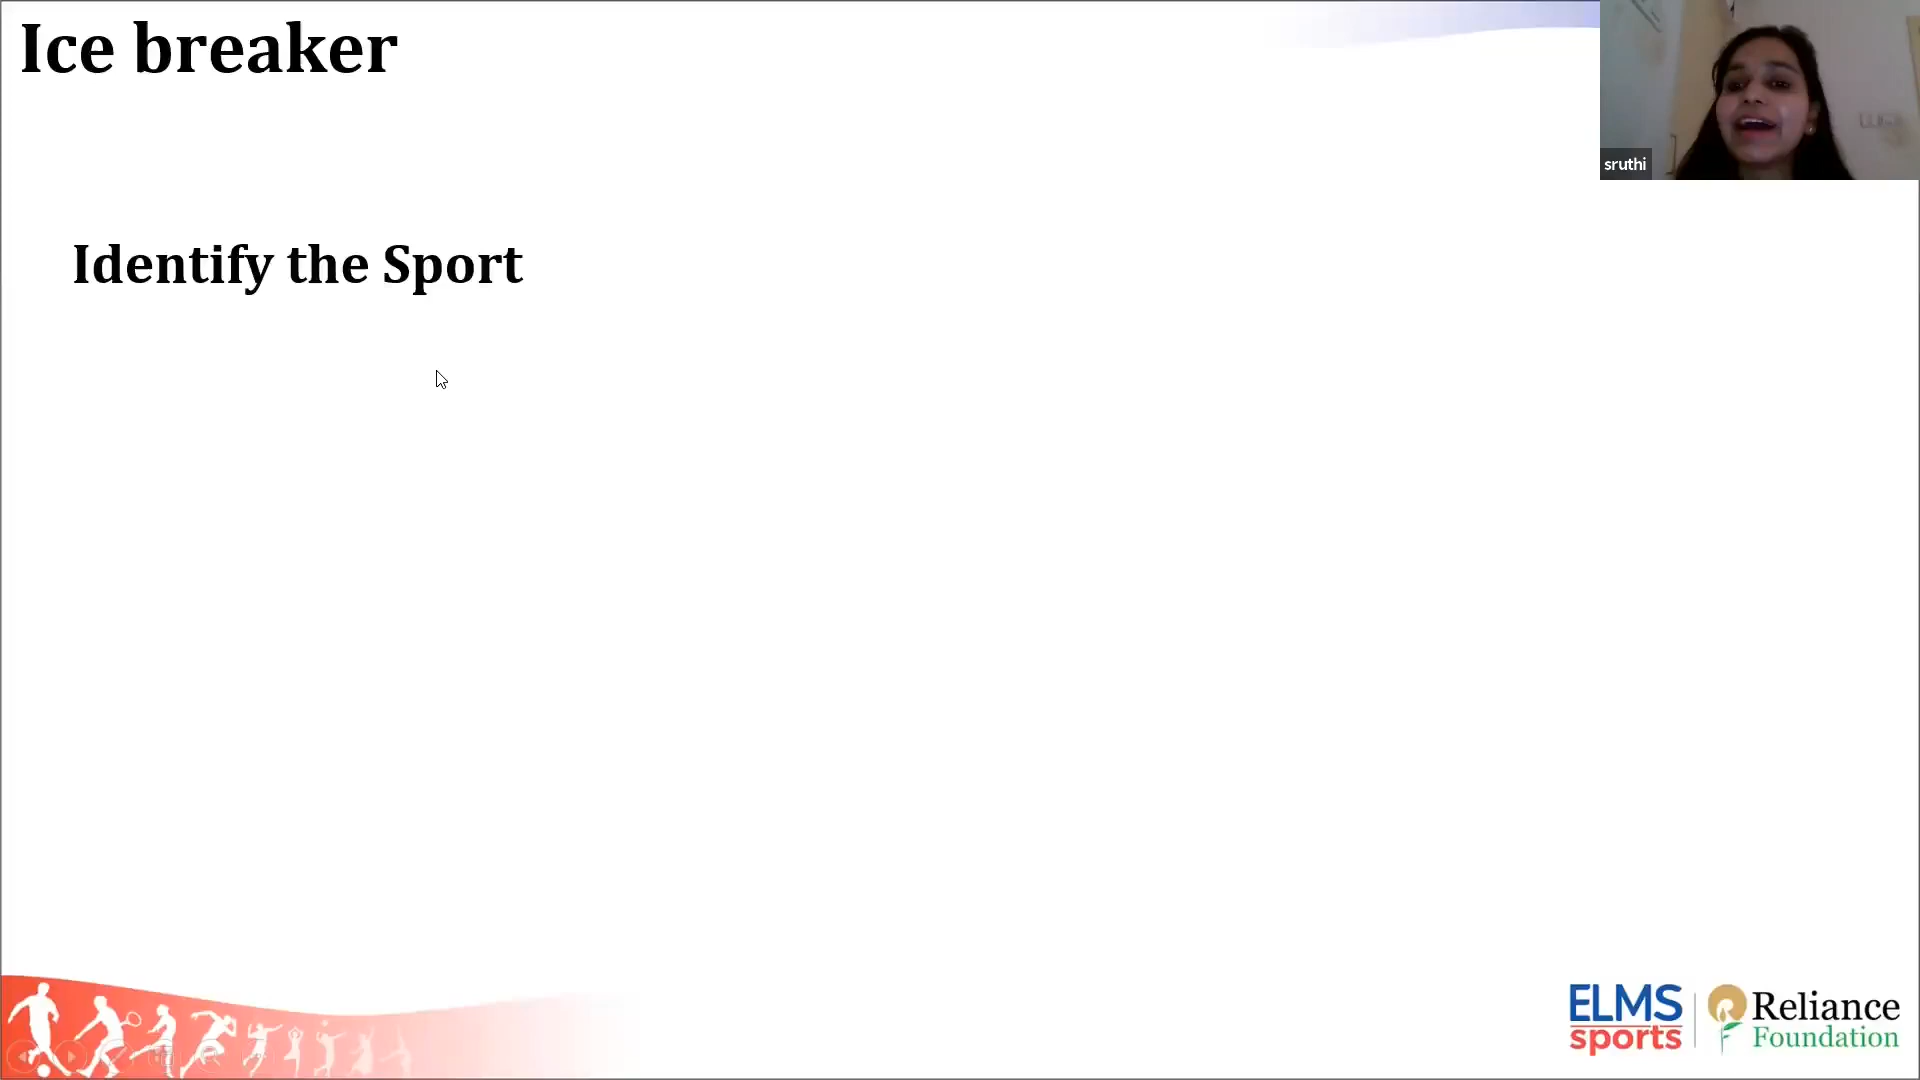 Ice breaker
sruthi
Identify the Sport
ELMS
sports
Reliance
Foundation